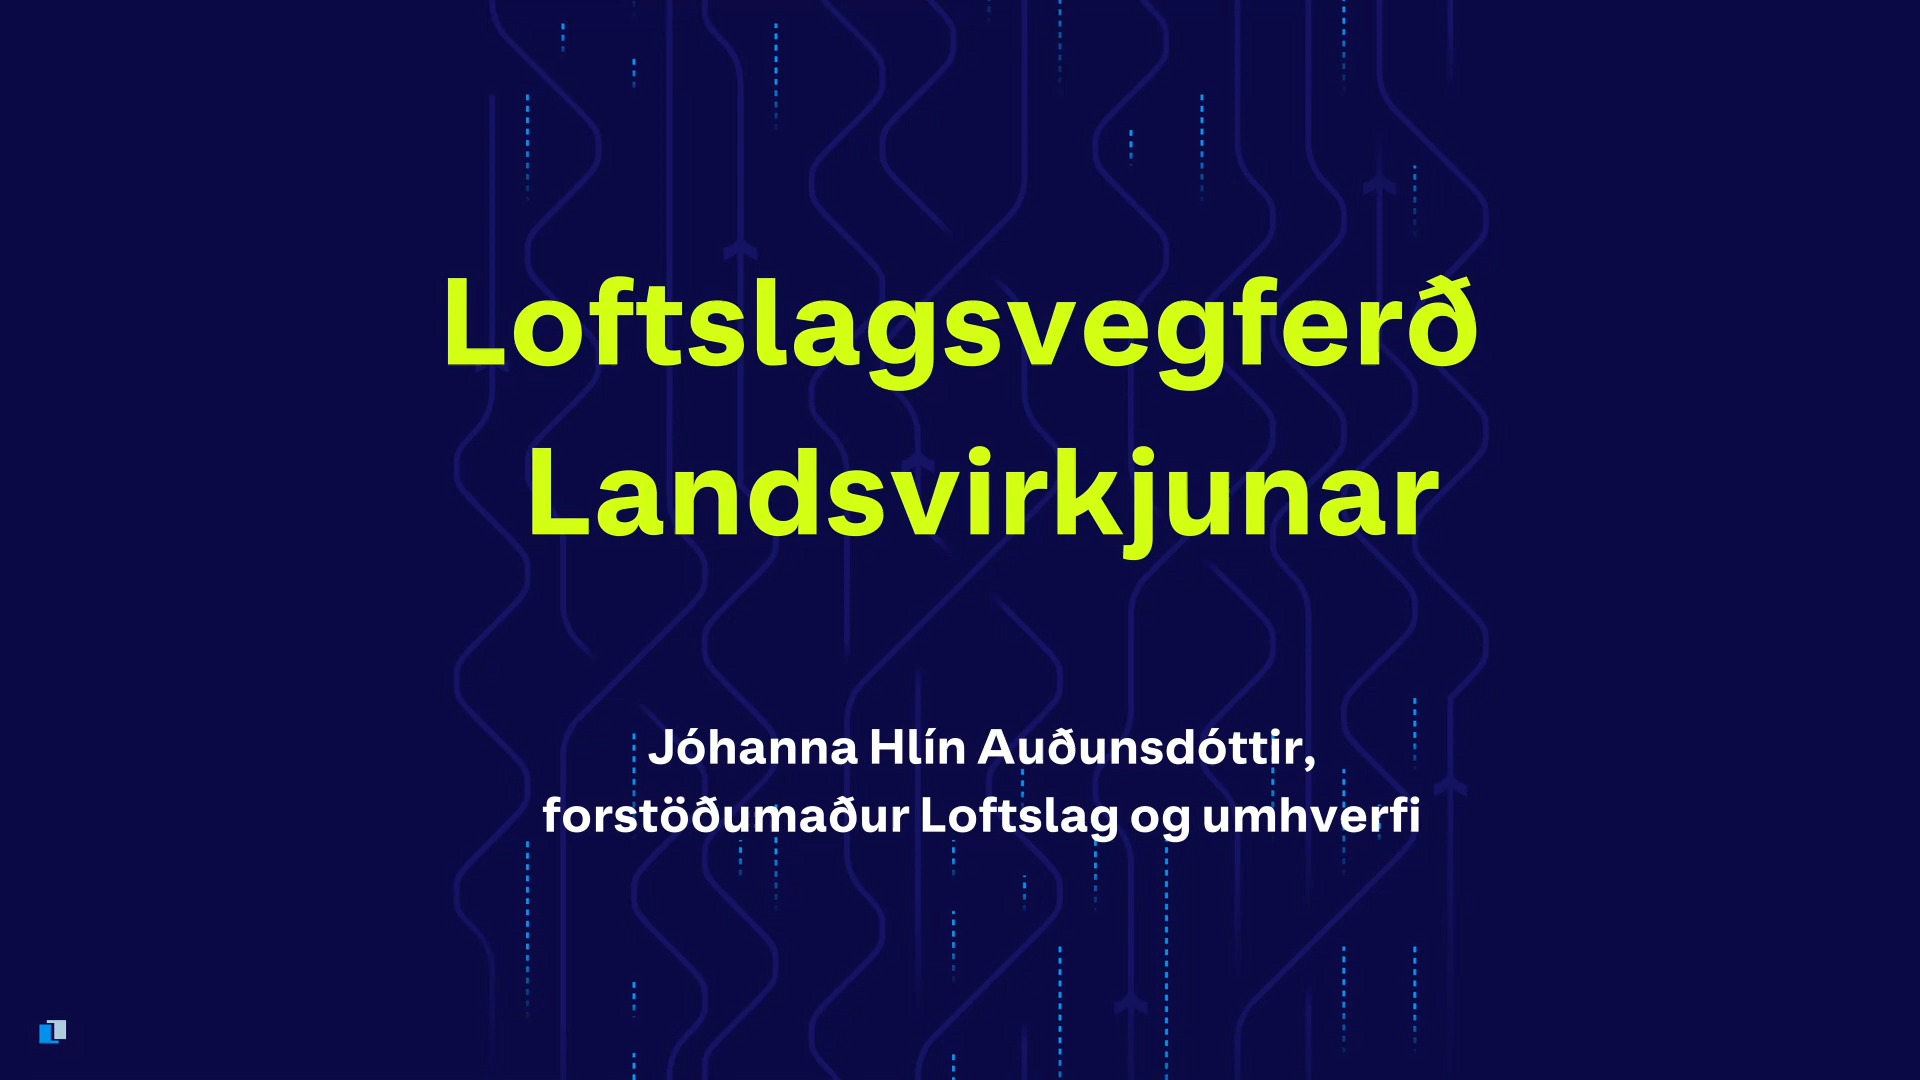 Loftslagsvegferð
Landsvirkjunar
Jóhanna Hlín Auðunsdóttir,
forstöðumaður Loftslag og umhverfi